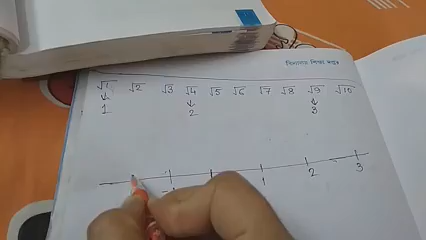 √1 √2 √3 √4 √5 √6 √7 √8 √9 √10
↓ ↓ ↓
1 2 3
1 2 3